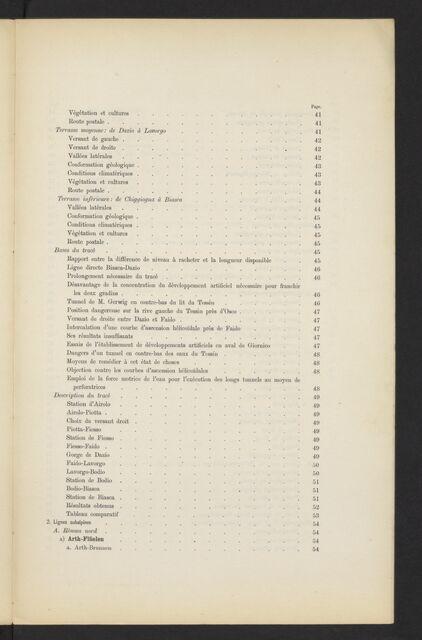 Page.
Végétation et cultures . . . 41
Route postale . . . 41
Terrasse moyenne: de Dazio à Lavorgo . . . 41
Versant de gauche . . . 42
Versant de droite . . . 42
Vallées latérales . . . 42
Conformation géologique . . . 43
Conditions climatériques . . . 43
Végétation et cultures . . . 43
Route postale . . . 44
Terrasse inférieure: de Chiggiogna à Biasca . . . 44
Vallées latérales . . . 44
Conformation géologique . . . 45
Conditions climatériques . . . 45
Végétation et cultures . . . 45
Route postale . . . 45
Bases du tracé . . . 45
Rapport entre la différence de niveau à racheter et la longueur disponible . . . 45
Ligne directe Biasca-Dazio . . . 46
Prolongement nécessaire du tracé . . . 46
Désavantage de la concentration du développement artificiel nécessaire pour franchir
les deux gradins . . . 46
Tunnel de M. Gerwig en contre-bas du lit du Tessin . . . 46
Position dangereuse sur la rive gauche du Tessin près d'Osco . . . 47
Versant de droite entre Dazio et Faido . . . 47
Intercalation d'une courbe d'ascension hélicoïdale près de Faido . . . 47
Ses résultats insuffisants . . . 47
Essais de l'établissement de développements artificiels en aval de Giornico . . . 47
Dangers d'un tunnel en contre-bas des eaux du Tessin . . . 48
Moyens de remédier à cet état de choses . . . 48
Objection contre les courbes d'ascension hélicoïdales . . . 48
Emploi de la force motrice de l'eau pour l'exécution des longs tunnels au moyen de
perforatrices . . . 48
Description du tracé . . . 49
Station d'Airolo . . . 49
Airolo-Piotta . . . 49
Choix du versant droit . . . 49
Piotta-Fiesso . . . 49
Station de Fiesso . . . 49
Fiesso-Faido . . . 49
Gorge de Dazio . . . 49
Faido-Lavorgo . . . 50
Lavorgo-Bodio . . . 50
Station de Bodio . . . 51
Bodio-Biasca . . . 51
Station de Biasca . . . 51
Résultats obtenus . . . 52
Tableau comparatif . . . 53
2. Lignes subalpines . . . 54
A. Réseau nord . . . 54
a) Arth-Flüelen . . . 54
α. Arth-Brunnen . . . 54